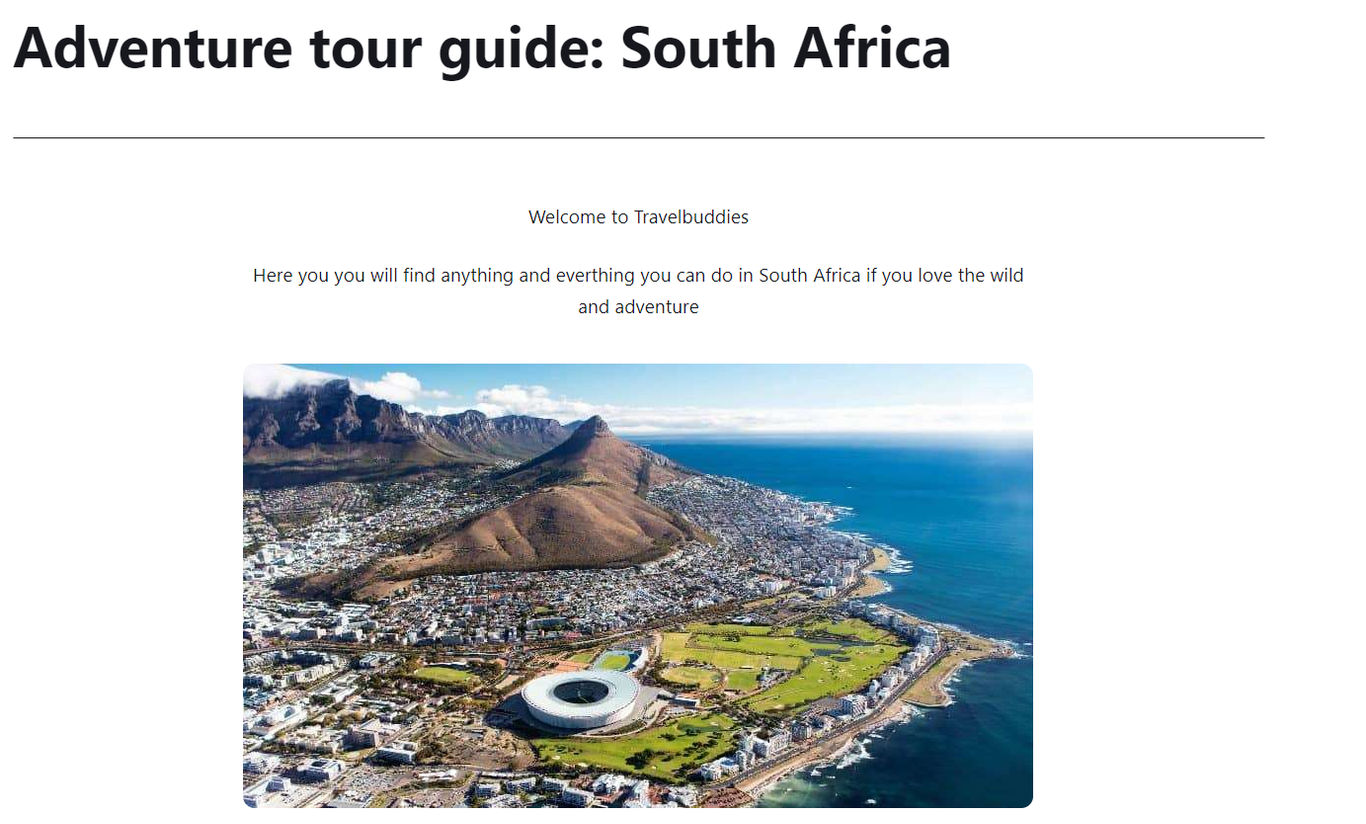 Adventure tour guide: South Africa
Welcome to Travelbuddies
Here you you will find anything and everthing you can do in South Africa if you love the wild
and adventure